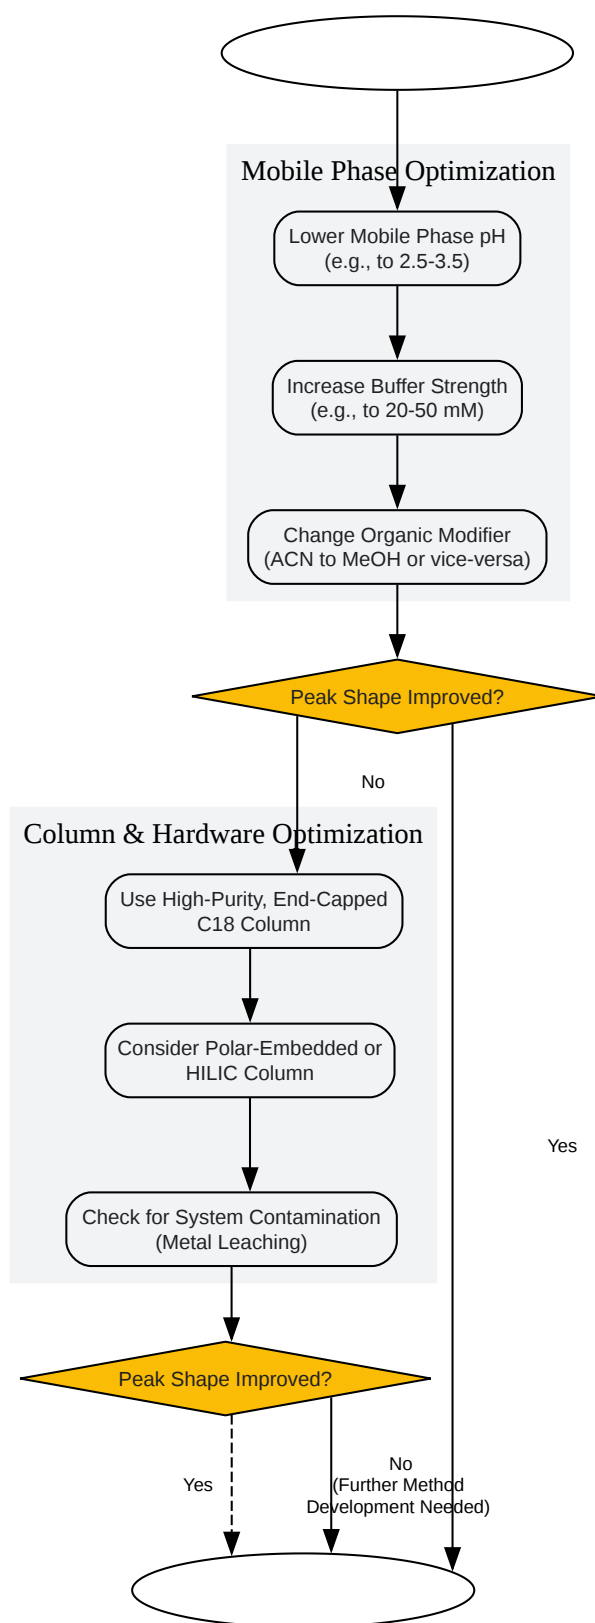 Mobile Phase Optimization
Lower Mobile Phase pH
(e.g., to 2.5-3.5)
Increase Buffer Strength
(e.g., to 20-50 mM)
Change Organic Modifier
(ACN to MeOH or vice-versa)
Peak Shape Improved?
No
Column & Hardware Optimization
Use High-Purity, End-Capped
C18 Column
Consider Polar-Embedded or
HILIC Column
Yes
Check for System Contamination
(Metal Leaching)
Peak Shape Improved?
Yes
No
(Further Method
Development Needed)